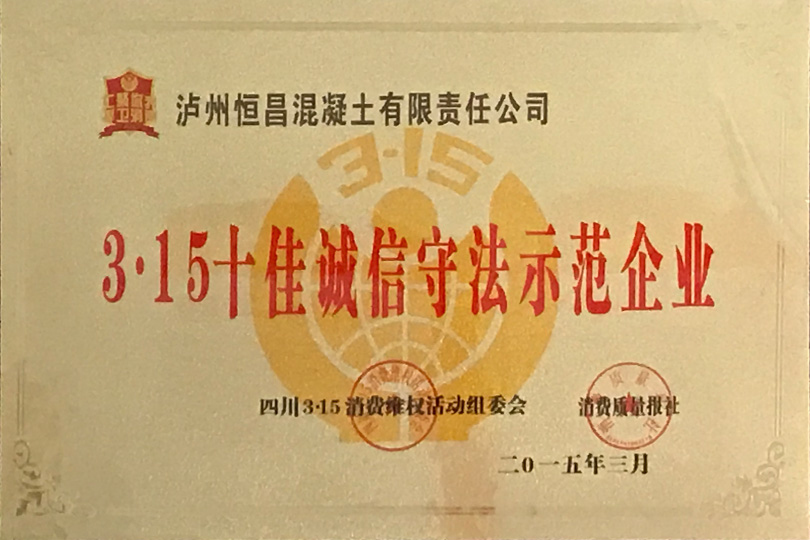 泸州恒昌混凝土有限责任公司
3·15
3·15十佳诚信守法示范企业
四川3·15消费维权活动组委会 消费质量报社
二〇一五年三月